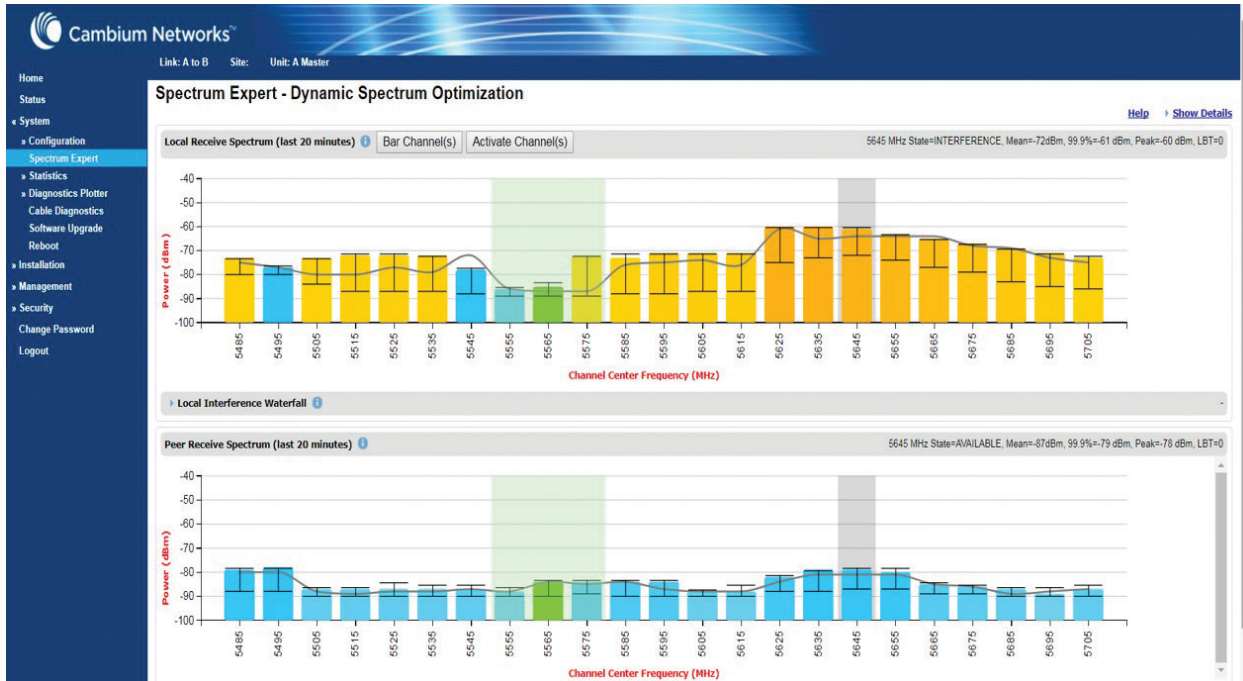 Cambium Networks™
Link: A to B Site: Unit: A Master
Home
Status
« System
» Configuration
Spectrum Expert
» Statistics
» Diagnostics Plotter
Cable Diagnostics
Software Upgrade
Reboot
» Installation
» Management
» Security
Change Password
Logout
Spectrum Expert - Dynamic Spectrum Optimization
Help Show Details
Local Receive Spectrum (last 20 minutes) i Bar Channel(s) Activate Channel(s) 5645 MHz State=INTERFERENCE, Mean=-72dBm, 99.9%=-61 dBm, Peak=-60 dBm, LBT=0
Power (dBm)
-40
-50
-60
-70
-80
-90
-100
5485 5495 5505 5515 5525 5535 5545 5555 5565 5575 5585 5595 5605 5615 5625 5635 5645 5655 5665 5675 5685 5695 5705
Channel Center Frequency (MHz)
Local Interference Waterfall i -
Peer Receive Spectrum (last 20 minutes) i 5645 MHz State=AVAILABLE, Mean=-87dBm, 99.9%=-79 dBm, Peak=-78 dBm, LBT=0
Power (dBm)
-40
-50
-60
-70
-80
-90
-100
5485 5495 5505 5515 5525 5535 5545 5555 5565 5575 5585 5595 5605 5615 5625 5635 5645 5655 5665 5675 5685 5695 5705
Channel Center Frequency (MHz)